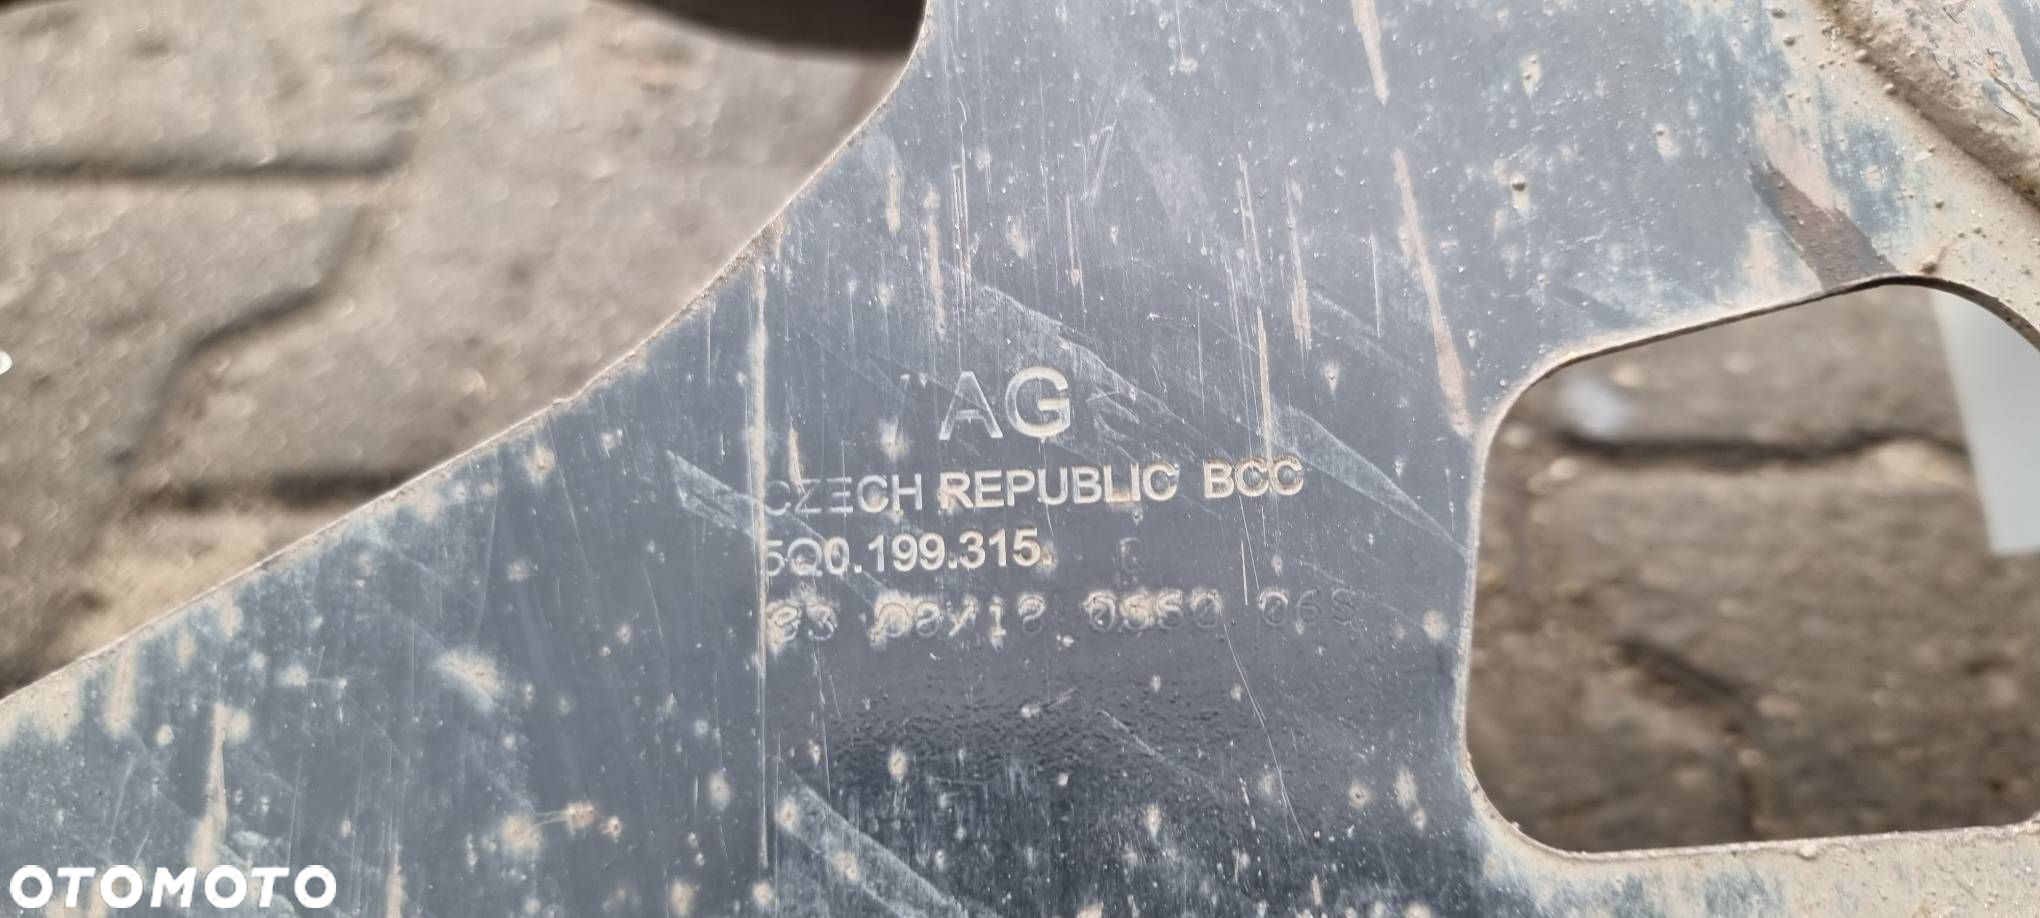 AG
CZECH REPUBLIC BCC
5Q0.199.315.
OTOMOTO